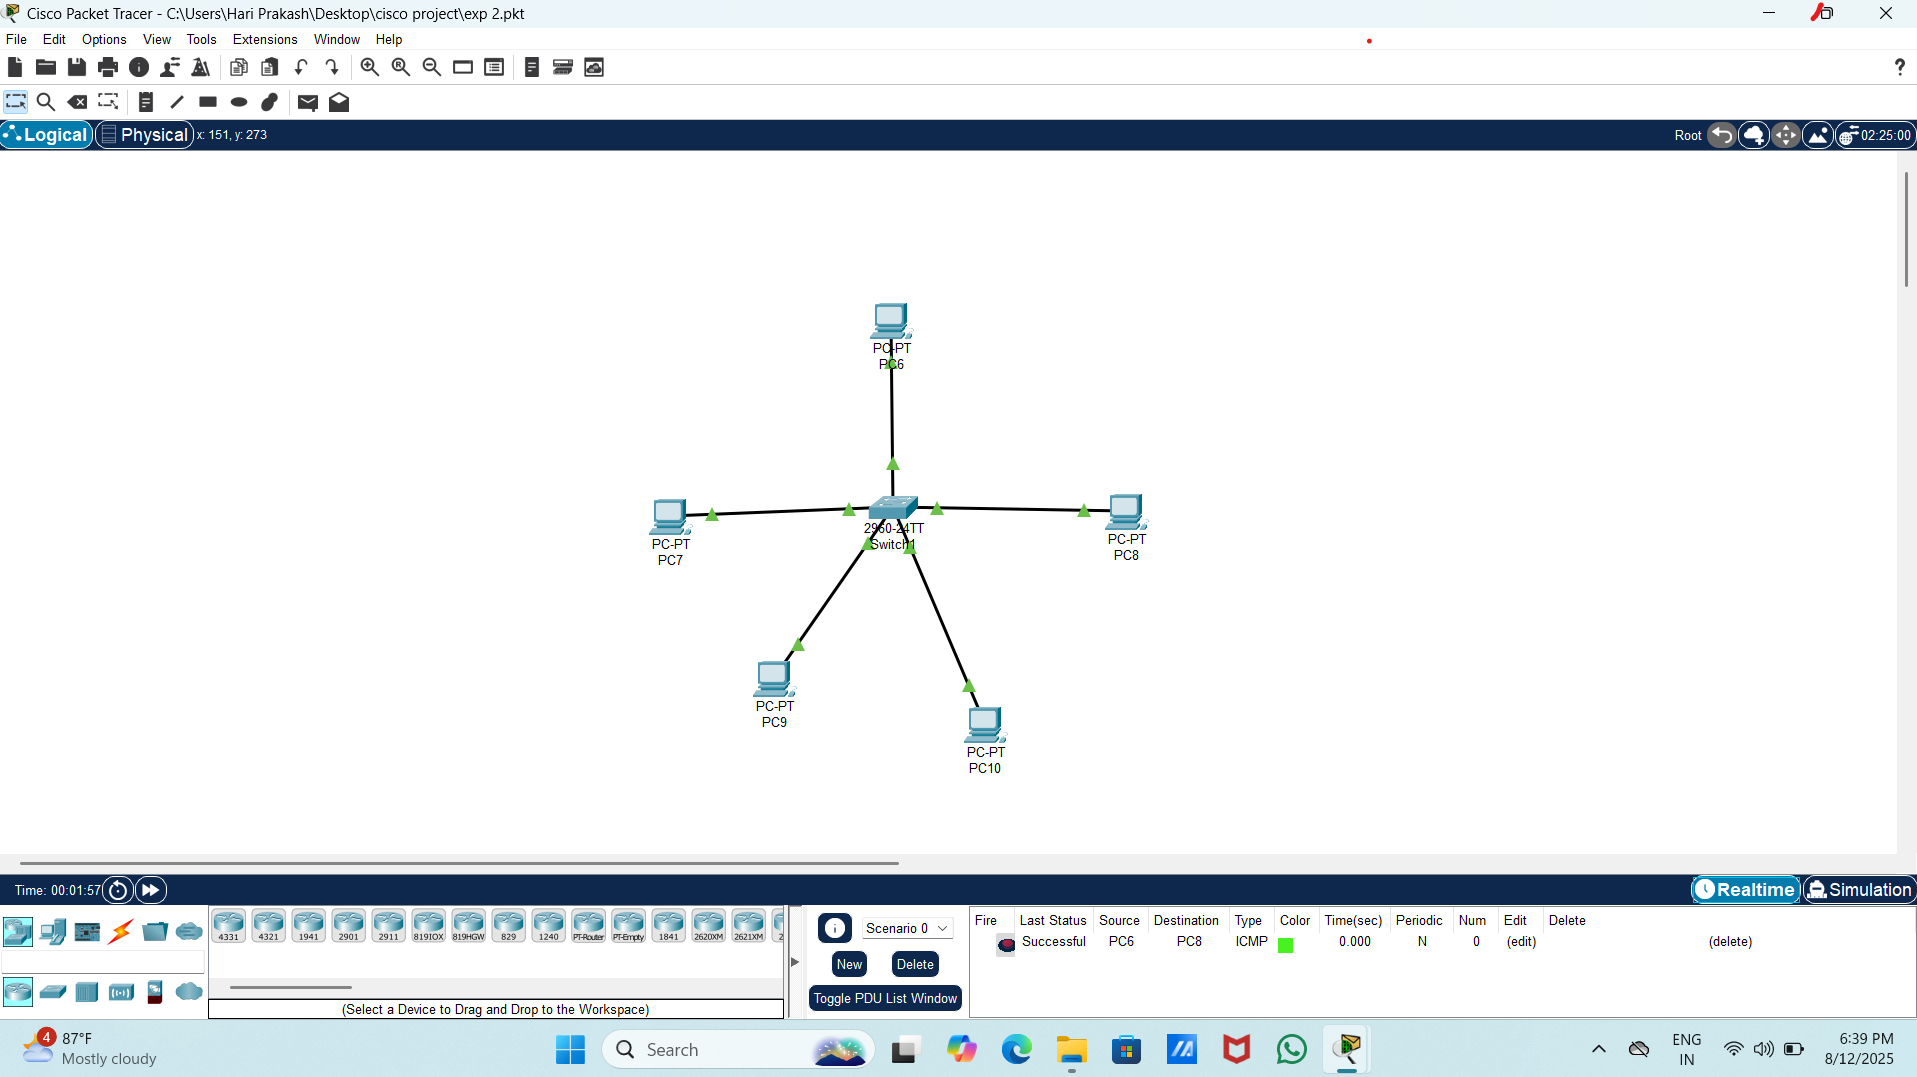 Cisco Packet Tracer - C:\Users\Hari Prakash\Desktop\cisco project\exp 2.pkt
File Edit Options View Tools Extensions Window Help
?
Logical Physical x: 151, y: 273 Root 02:25:00
PC-PT
PC6
PC-PT
PC7
2960-24TT
Switch1
PC-PT
PC8
PC-PT
PC9
PC-PT
PC10
Time: 00:01:57 Realtime Simulation
4331 4321 1941 2901 2911 819IOX 819HGW 829 1240 PT-Router PT-Empty 1841 2620XM 2621XM 2
(Select a Device to Drag and Drop to the Workspace)
Scenario 0
New Delete
Toggle PDU List Window
Fire Last Status Source Destination Type Color Time(sec) Periodic Num Edit Delete
Successful PC6 PC8 ICMP 0.000 N 0 (edit) (delete)
4
87°F
Mostly cloudy
Search
ENG
IN
6:39 PM
8/12/2025